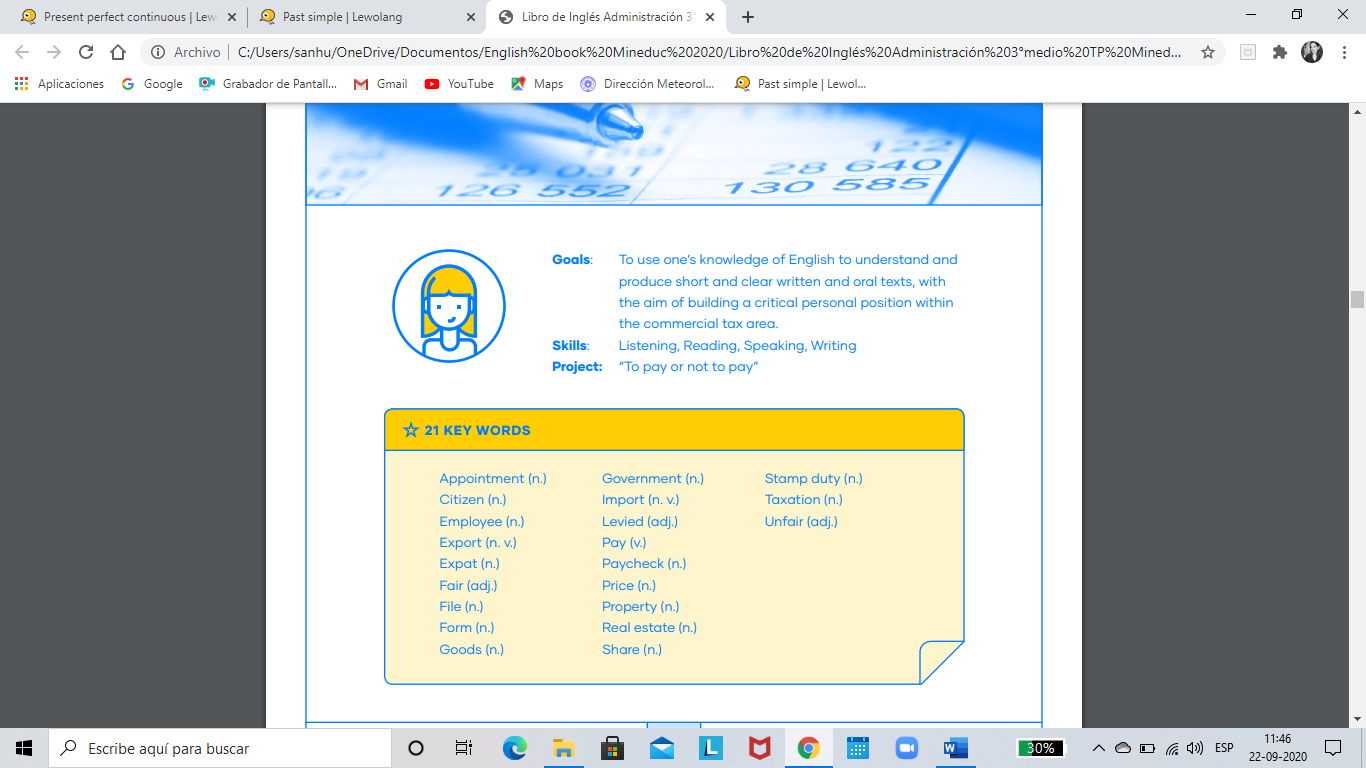 Present perfect continuous | Lew
Past simple | Lewolang
Libro de Inglés Administración 3°
Archivo
C:/Users/sanhu/OneDrive/Documentos/English%20book%20Mineduc%202020/Libro%20de%20Inglés%20Administración%203°medio%20TP%20Mined...
Aplicaciones
Google
Grabador de Pantall...
Gmail
YouTube
Maps
Dirección Meteorol...
Past simple | Lewol...
122
28 640
25 031
126 552
130 585
Goals: To use one's knowledge of English to understand and
produce short and clear written and oral texts, with
the aim of building a critical personal position within
the commercial tax area.
Skills: Listening, Reading, Speaking, Writing
Project: "To pay or not to pay"
21 KEY WORDS
Appointment (n.)
Citizen (n.)
Employee (n.)
Export (n. v.)
Expat (n.)
Fair (adj.)
File (n.)
Form (n.)
Goods (n.)
Government (n.)
Import (n. v.)
Levied (adj.)
Pay (v.)
Paycheck (n.)
Price (n.)
Property (n.)
Real estate (n.)
Share (n.)
Stamp duty (n.)
Taxation (n.)
Unfair (adj.)
Escribe aquí para buscar
30%
ESP
11:46
22-09-2020